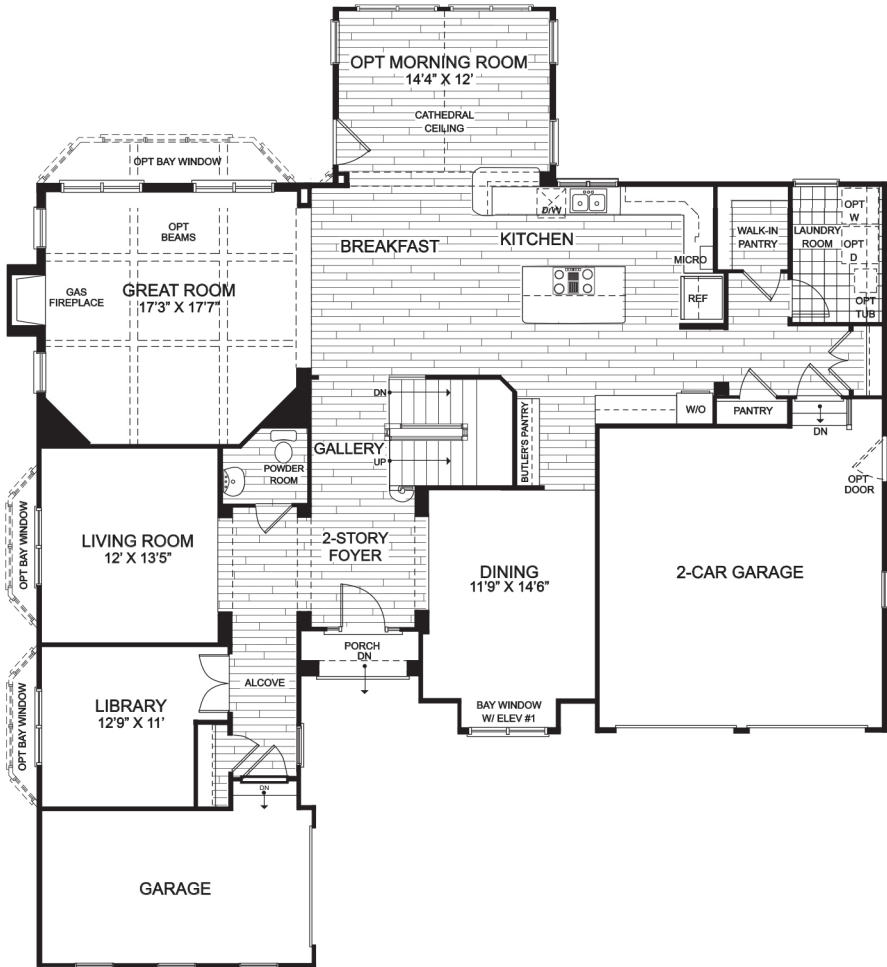 OPT MORNING ROOM
14'4" X 12'
CATHEDRAL
CEILING
OPT BAY WINDOW
OPT
BEAMS
GAS
FIREPLACE
GREAT ROOM
17'3" X 17'7"
BREAKFAST
KITCHEN
D/W
MICRO
REF
WALK-IN
PANTRY
LAUNDRY
ROOM
OPT
W
OPT
D
OPT
TUB
DN
GALLERY
UP
BUTLER'S PANTRY
W/O
PANTRY
DN
POWDER
ROOM
OPT
DOOR
OPT BAY WINDOW
LIVING ROOM
12' X 13'5"
2-STORY
FOYER
DINING
11'9" X 14'6"
2-CAR GARAGE
PORCH
DN
OPT BAY WINDOW
LIBRARY
12'9" X 11'
ALCOVE
BAY WINDOW
W/ ELEV #1
DN
GARAGE